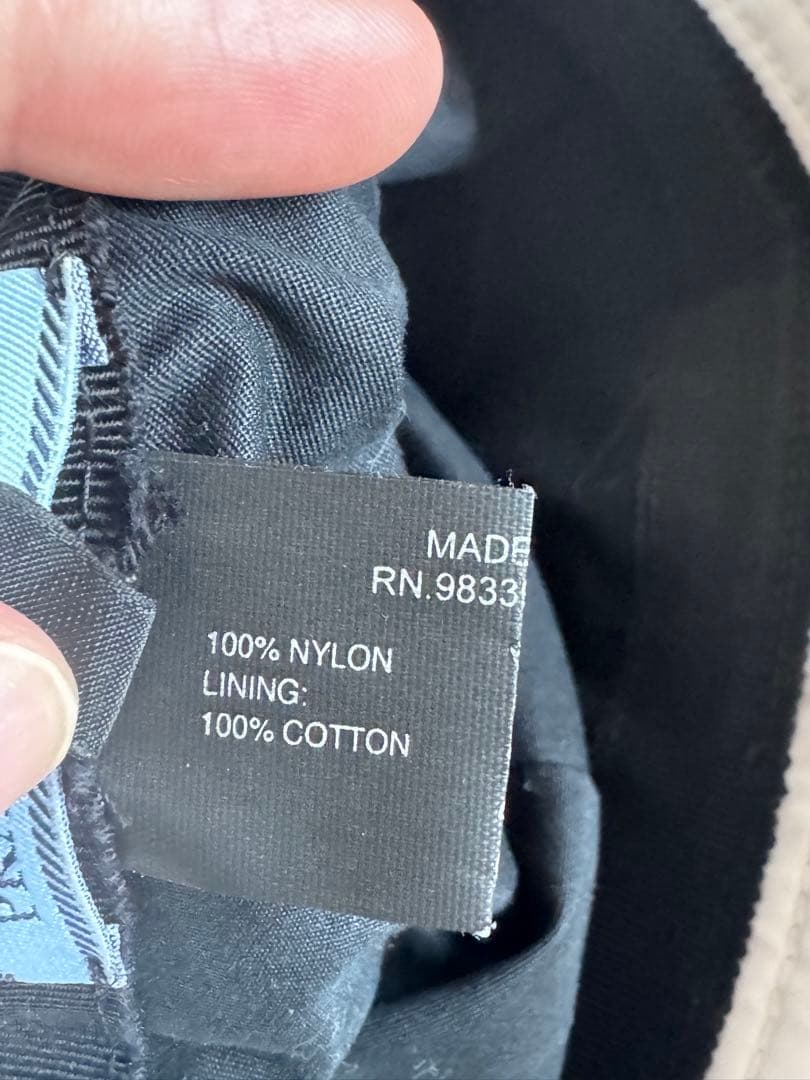 MADE
RN.9833
100% NYLON
LINING:
100% COTTON